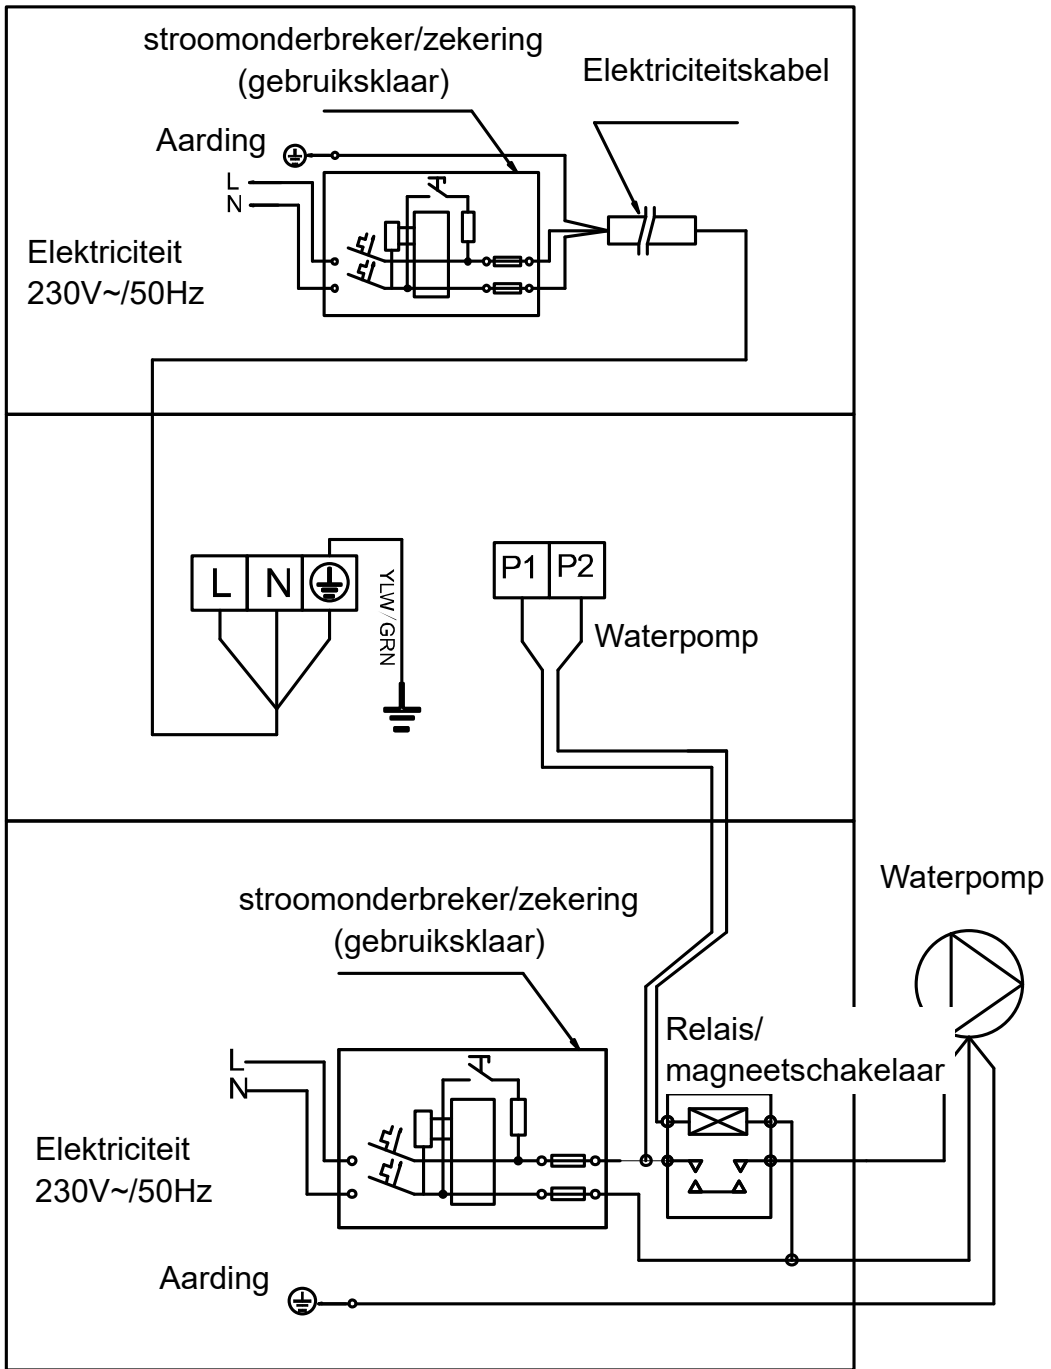 stroomonderbreker/zekering
(gebruiksklaar)
Elektriciteitskabel
Aarding
L
N
Elektriciteit
230V~/50Hz
L N
YLW/GRN
P1 P2
Waterpomp
Waterpomp
stroomonderbreker/zekering
(gebruiksklaar)
Relais/
magneetschakelaar
L
N
Elektriciteit
230V~/50Hz
Aarding